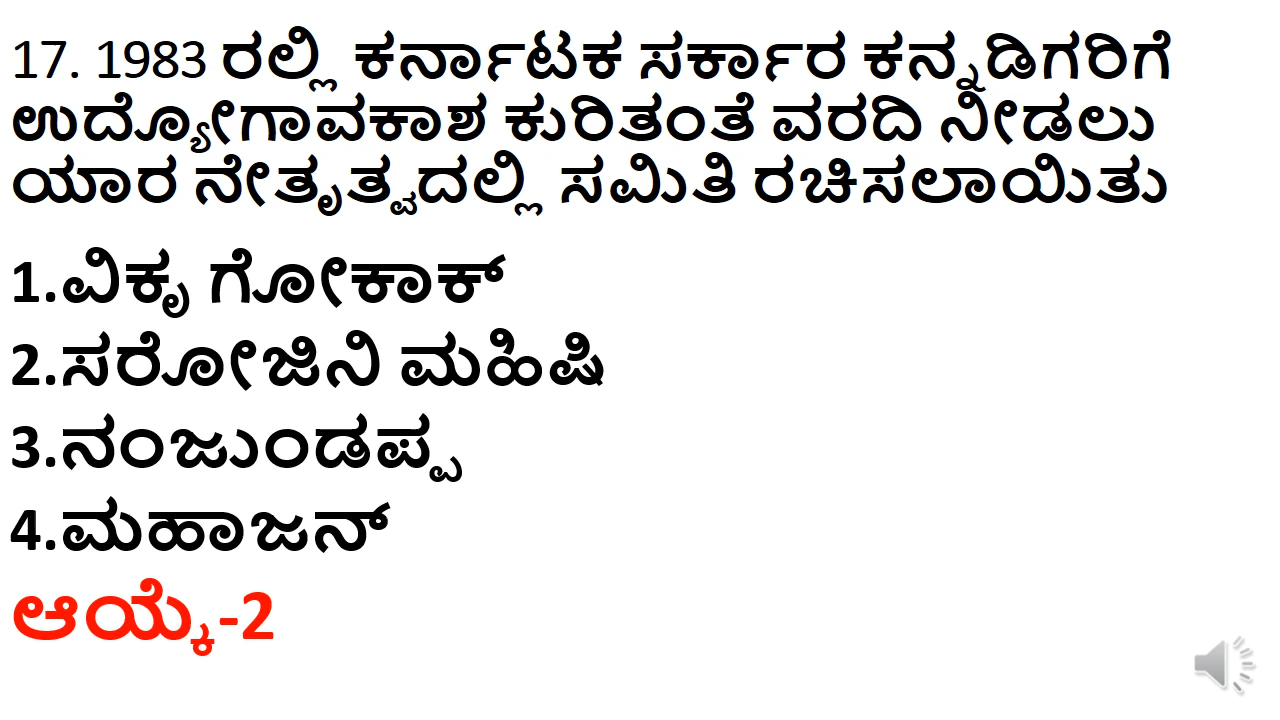 17. 1983 ರಲ್ಲಿ ಕರ್ನಾಟಕ ಸರ್ಕಾರ ಕನ್ನಡಿಗರಿಗೆ
ಉದ್ಯೋಗಾವಕಾಶ ಕುರಿತಂತೆ ವರದಿ ನೀಡಲು
ಯಾರ ನೇತೃತ್ವದಲ್ಲಿ ಸಮಿತಿ ರಚಿಸಲಾಯಿತು
1.ವಿಕೃ ಗೋಕಾಕ್
2.ಸರೋಜಿನಿ ಮಹಿಷಿ
3.ನಂಜುಂಡಪ್ಪ
4.ಮಹಾಜನ್
ಆಯ್ಕೆ-2